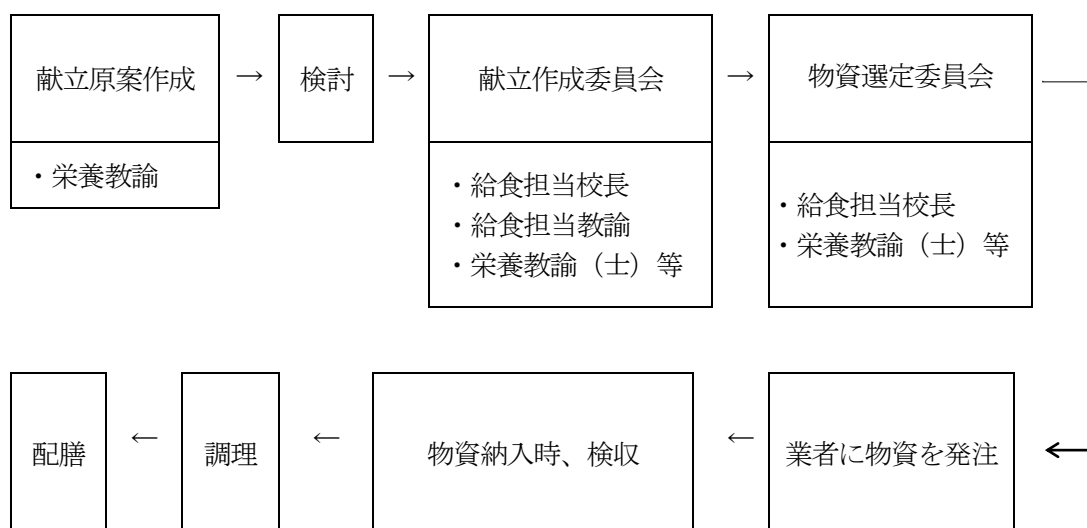 献立原案作成
→
検討
→
献立作成委員会
→
物資選定委員会
・栄養教諭
・給食担当校長
・給食担当教諭
・栄養教諭（士）等
・給食担当校長
・栄養教諭（士）等
配膳
←
調理
←
物資納入時、検収
←
業者に物資を発注
←